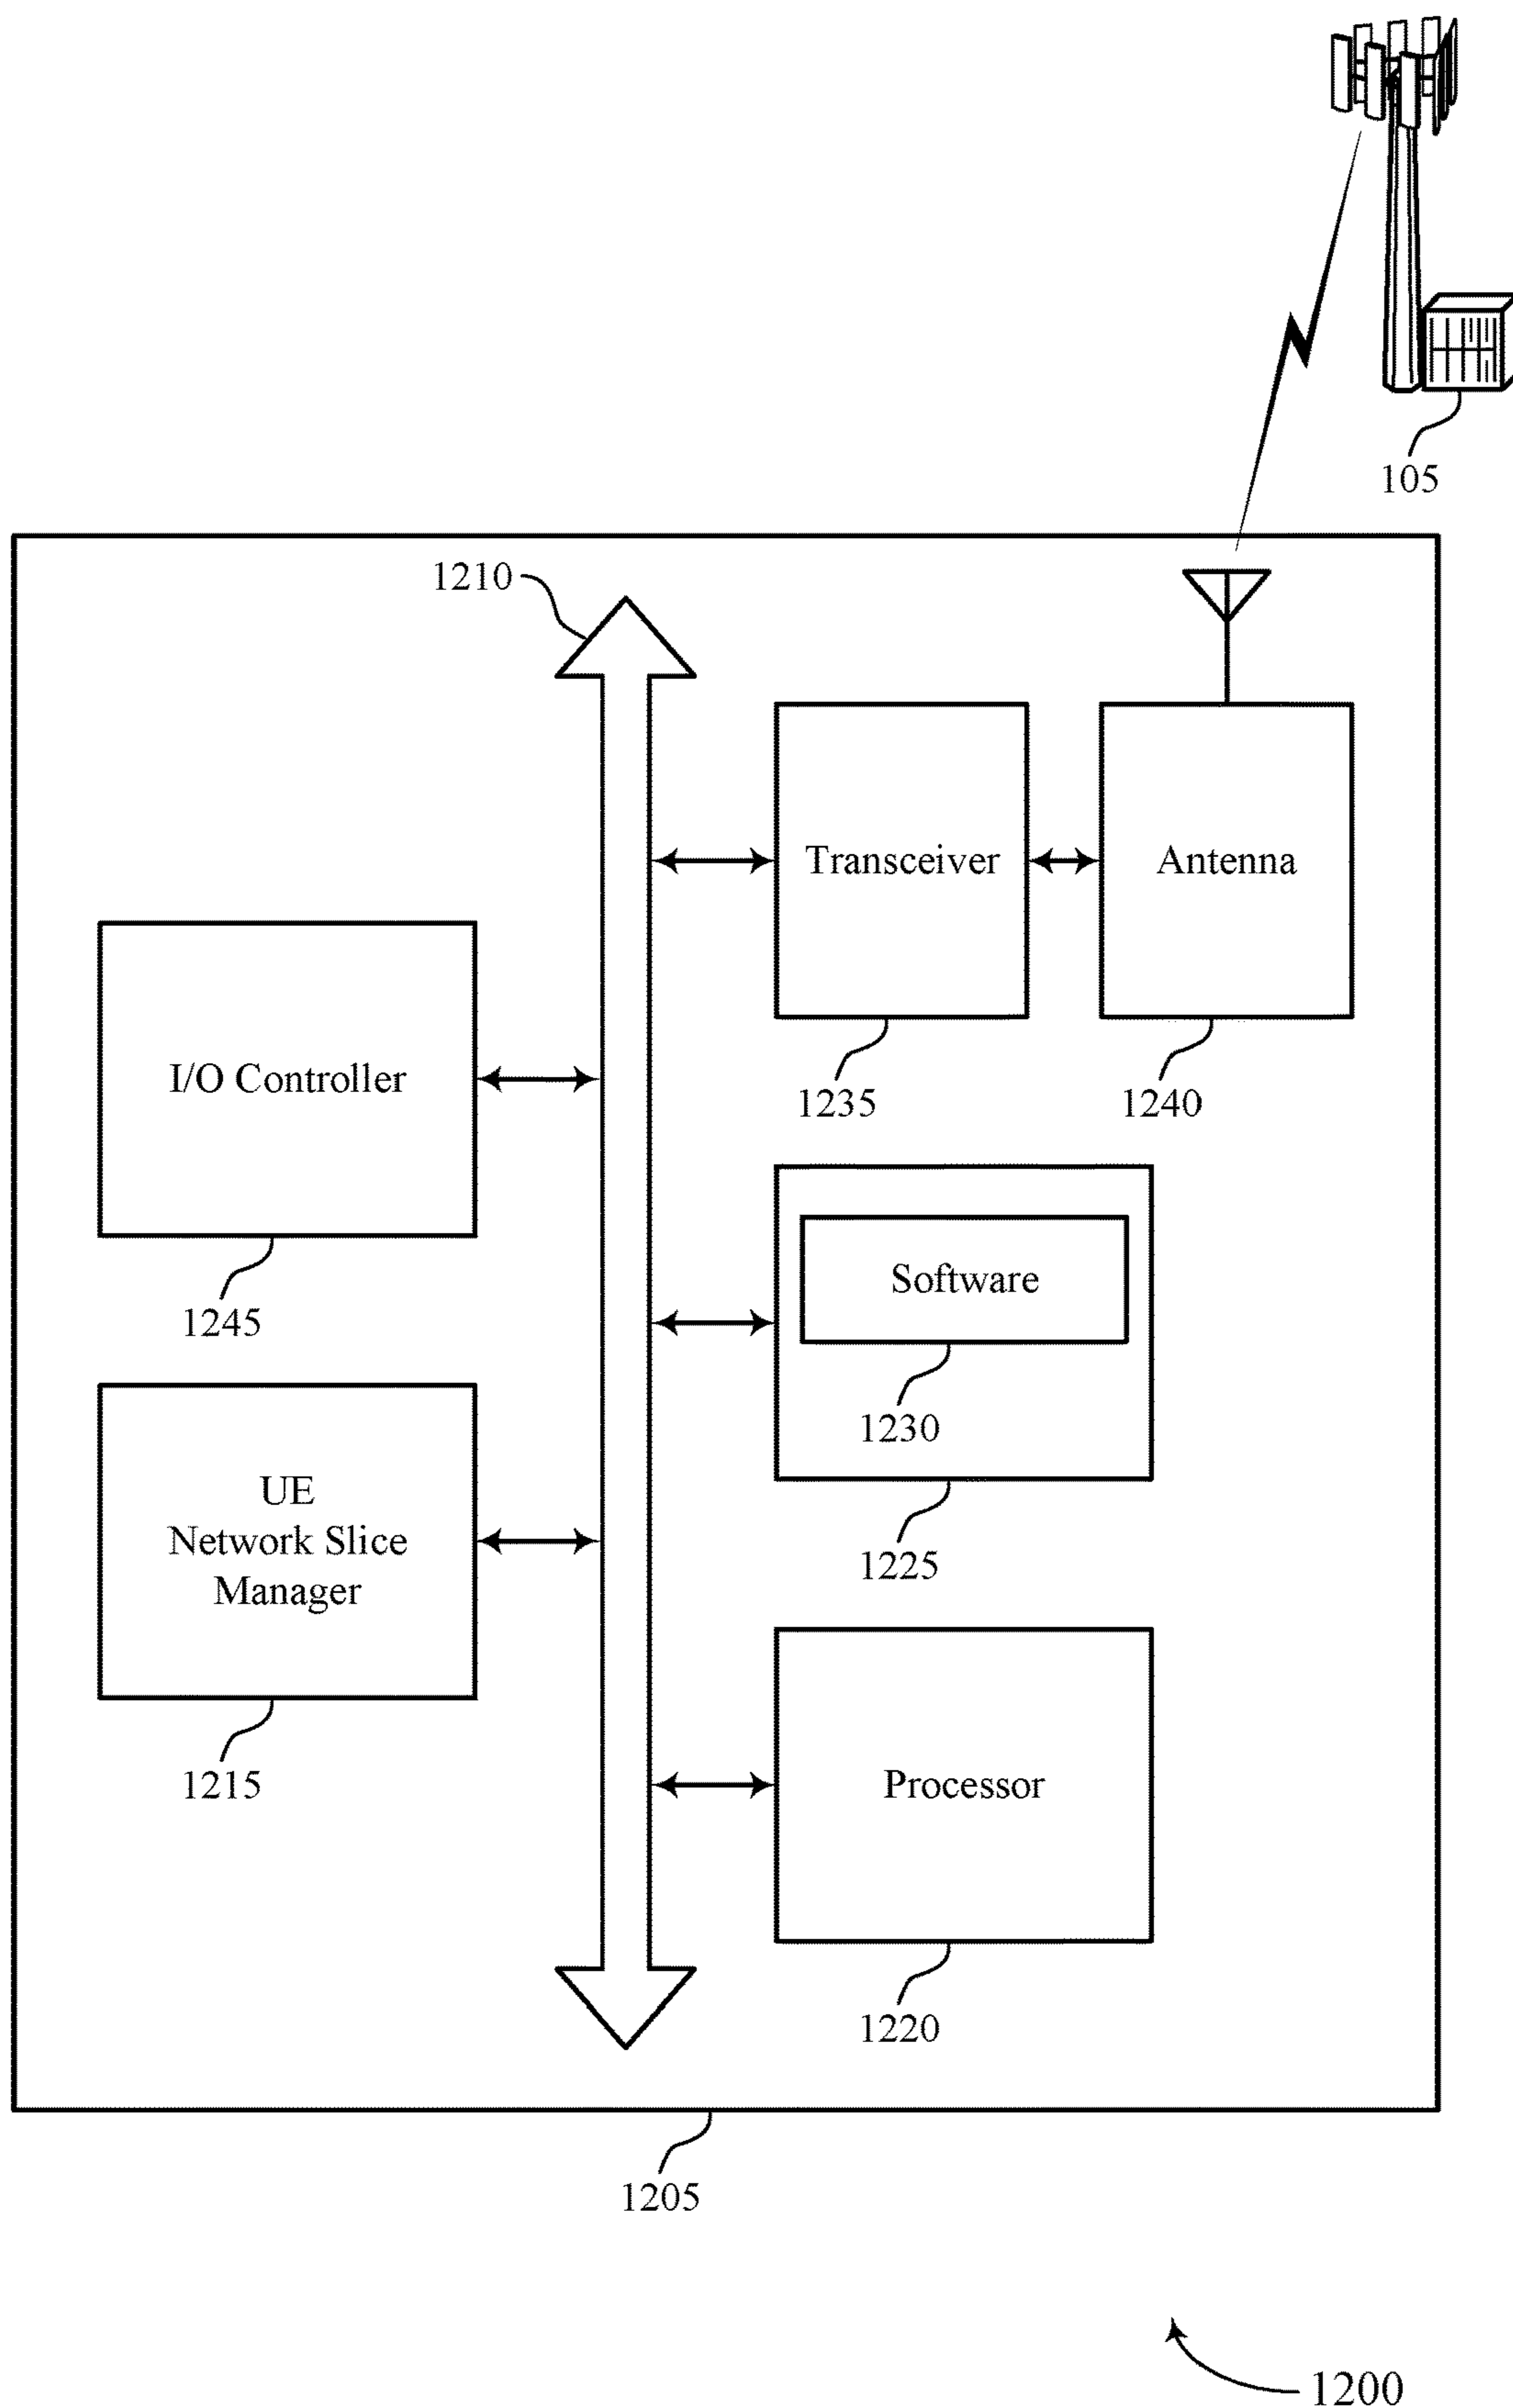 105
1210
Transceiver
Antenna
1235
1240
I/O Controller
1245
Software
1230
1225
UE
Network Slice
Manager
1215
Processor
1220
1205
1200